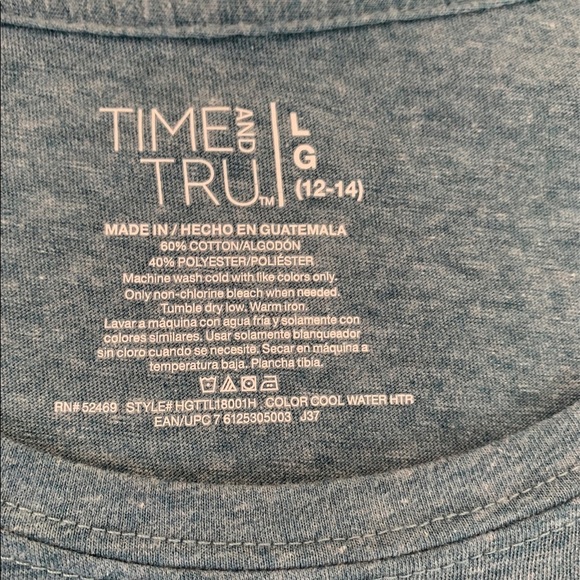 TIME AND TRU™ L G (12-14)
MADE IN / HECHO EN GUATEMALA
60% COTTON/ALGODÓN
40% POLYESTER/POLIÉSTER
Machine wash cold with like colors only.
Only non-chlorine bleach when needed.
Tumble dry low. Warm iron.
Lavar a máquina con agua fría y solamente con
colores similares. Usar solamente blanqueador
sin cloro cuando se necesite. Secar en máquina a
temperatura baja. Plancha tibia.
RN# 52469 STYLE# HGTTL18001H COLOR COOL WATER HTR
EAN/UPC 7 6125305003 J37